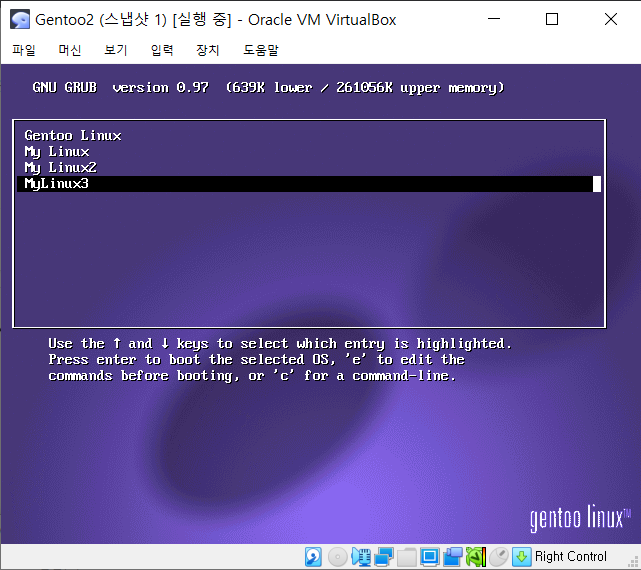 Gentoo2 (스냅샷 1) [실행 중] - Oracle VM VirtualBox
파일 머신 보기 입력 장치 도움말
GNU GRUB version 0.97 (639K lower / 261056K upper memory)
Gentoo Linux
My Linux
My Linux2
MyLinux3
Use the ↑ and ↓ keys to select which entry is highlighted.
Press enter to boot the selected OS, 'e' to edit the
commands before booting, or 'c' for a command-line.
gentoo linux™
Right Control